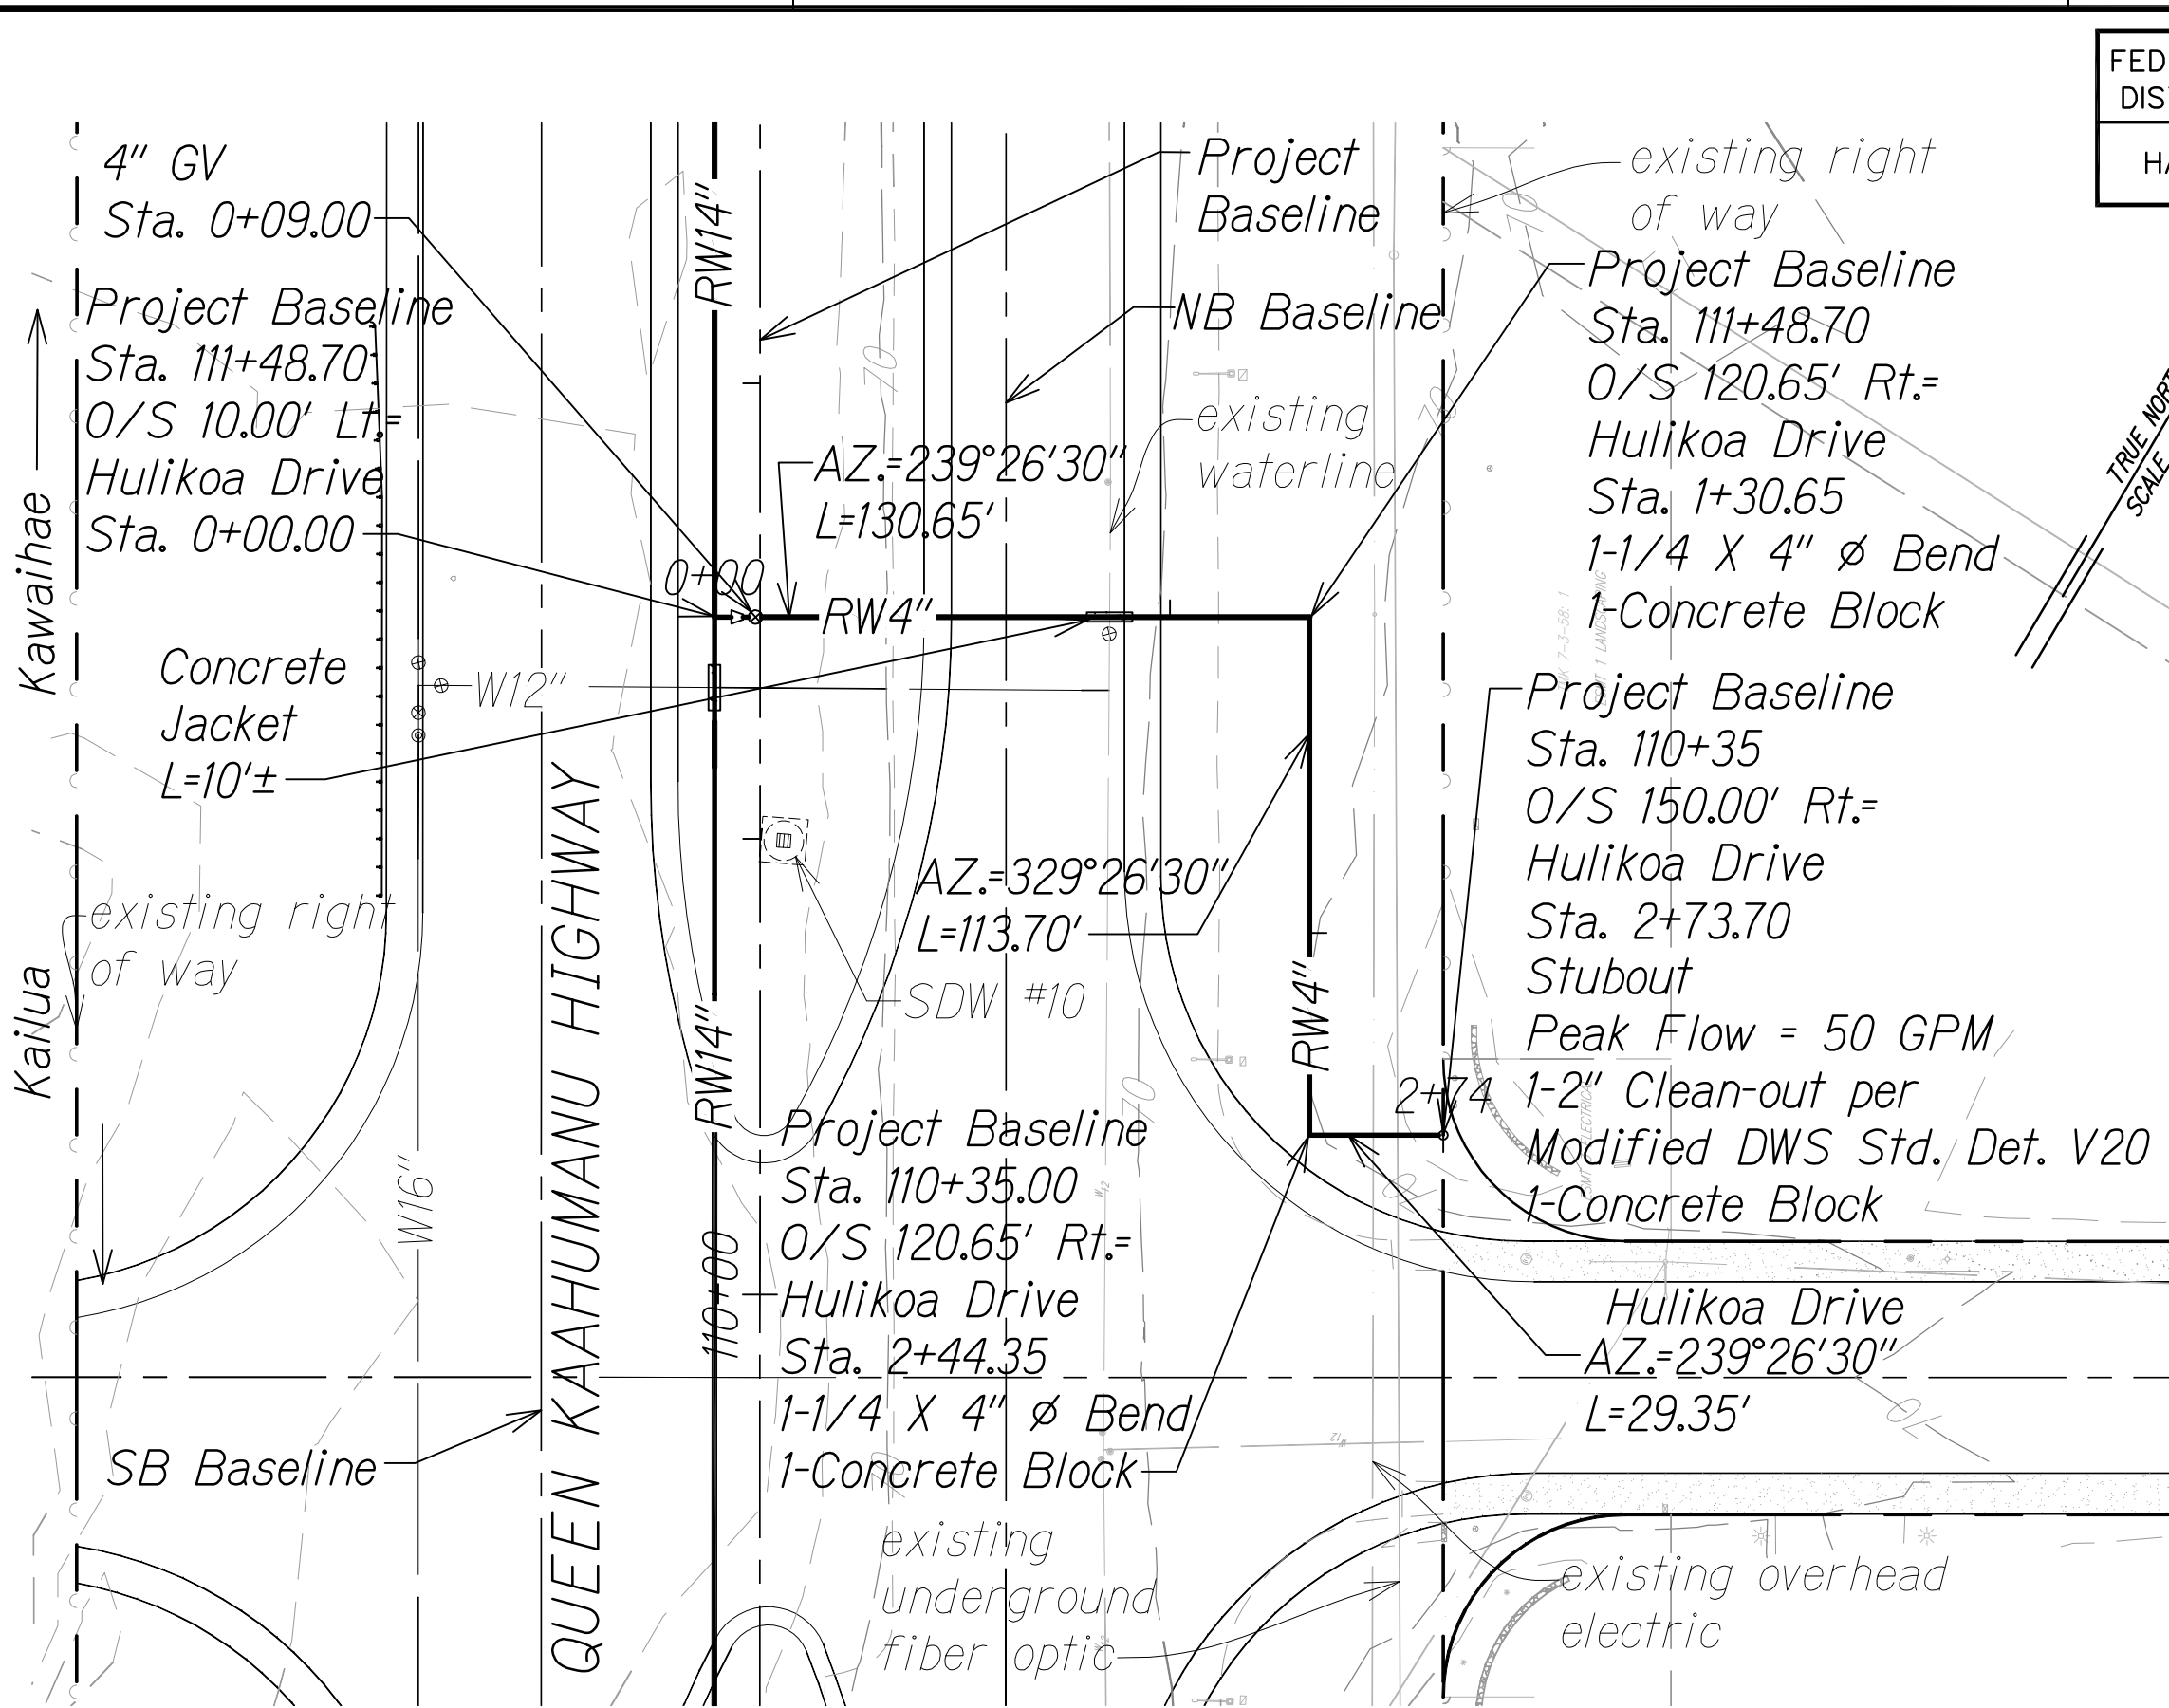 FED
DIS
HA
4" GV
Sta. 0+09.00
Project Baseline
Sta. 111+48.70
O/S 10.00' Lt.=
Hulikoa Drive
Sta. 0+00.00
Kawaihae
Kailua
Concrete
Jacket
L=10'±
existing right
of way
SB Baseline
W12"
W16"
QUEEN KAAHUMANU HIGHWAY
RW14"
RW14"
110+00
0+00
RW4"
AZ.=239°26'30"
L=130.65'
Project
Baseline
NB Baseline
existing
waterline
70
70
70
AZ.=329°26'30"
L=113.70'
SDW #10
RW4"
2+74
Project Baseline
Sta. 110+35.00
O/S 120.65' Rt.=
Hulikoa Drive
Sta. 2+44.35
1-1/4 X 4" ø Bend
1-Concrete Block
existing
underground
fiber optic
existing right
of way
Project Baseline
Sta. 111+48.70
O/S 120.65' Rt.=
Hulikoa Drive
Sta. 1+30.65
1-1/4 X 4" ø Bend
1-Concrete Block
Project Baseline
Sta. 110+35
O/S 150.00' Rt.=
Hulikoa Drive
Sta. 2+73.70
Stubout
Peak Flow = 50 GPM
1-2" Clean-out per
Modified DWS Std. Det. V20
1-Concrete Block
Hulikoa Drive
AZ.=239°26'30"
L=29.35'
existing overhead
electric
TRUE NORT
SCALE